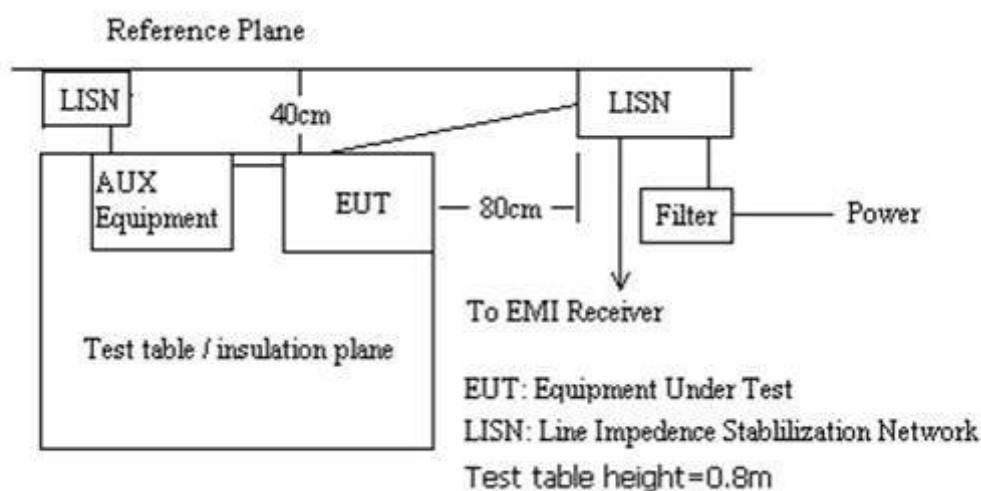 Reference Plane
LISN
40cm
LISN
AUX
Equipment
EUT
80cm
Filter
Power
To EMI Receiver
Test table / insulation plane
EUT: Equipment Under Test
LISN: Line Impedence Stablilization Network
Test table height=0.8m